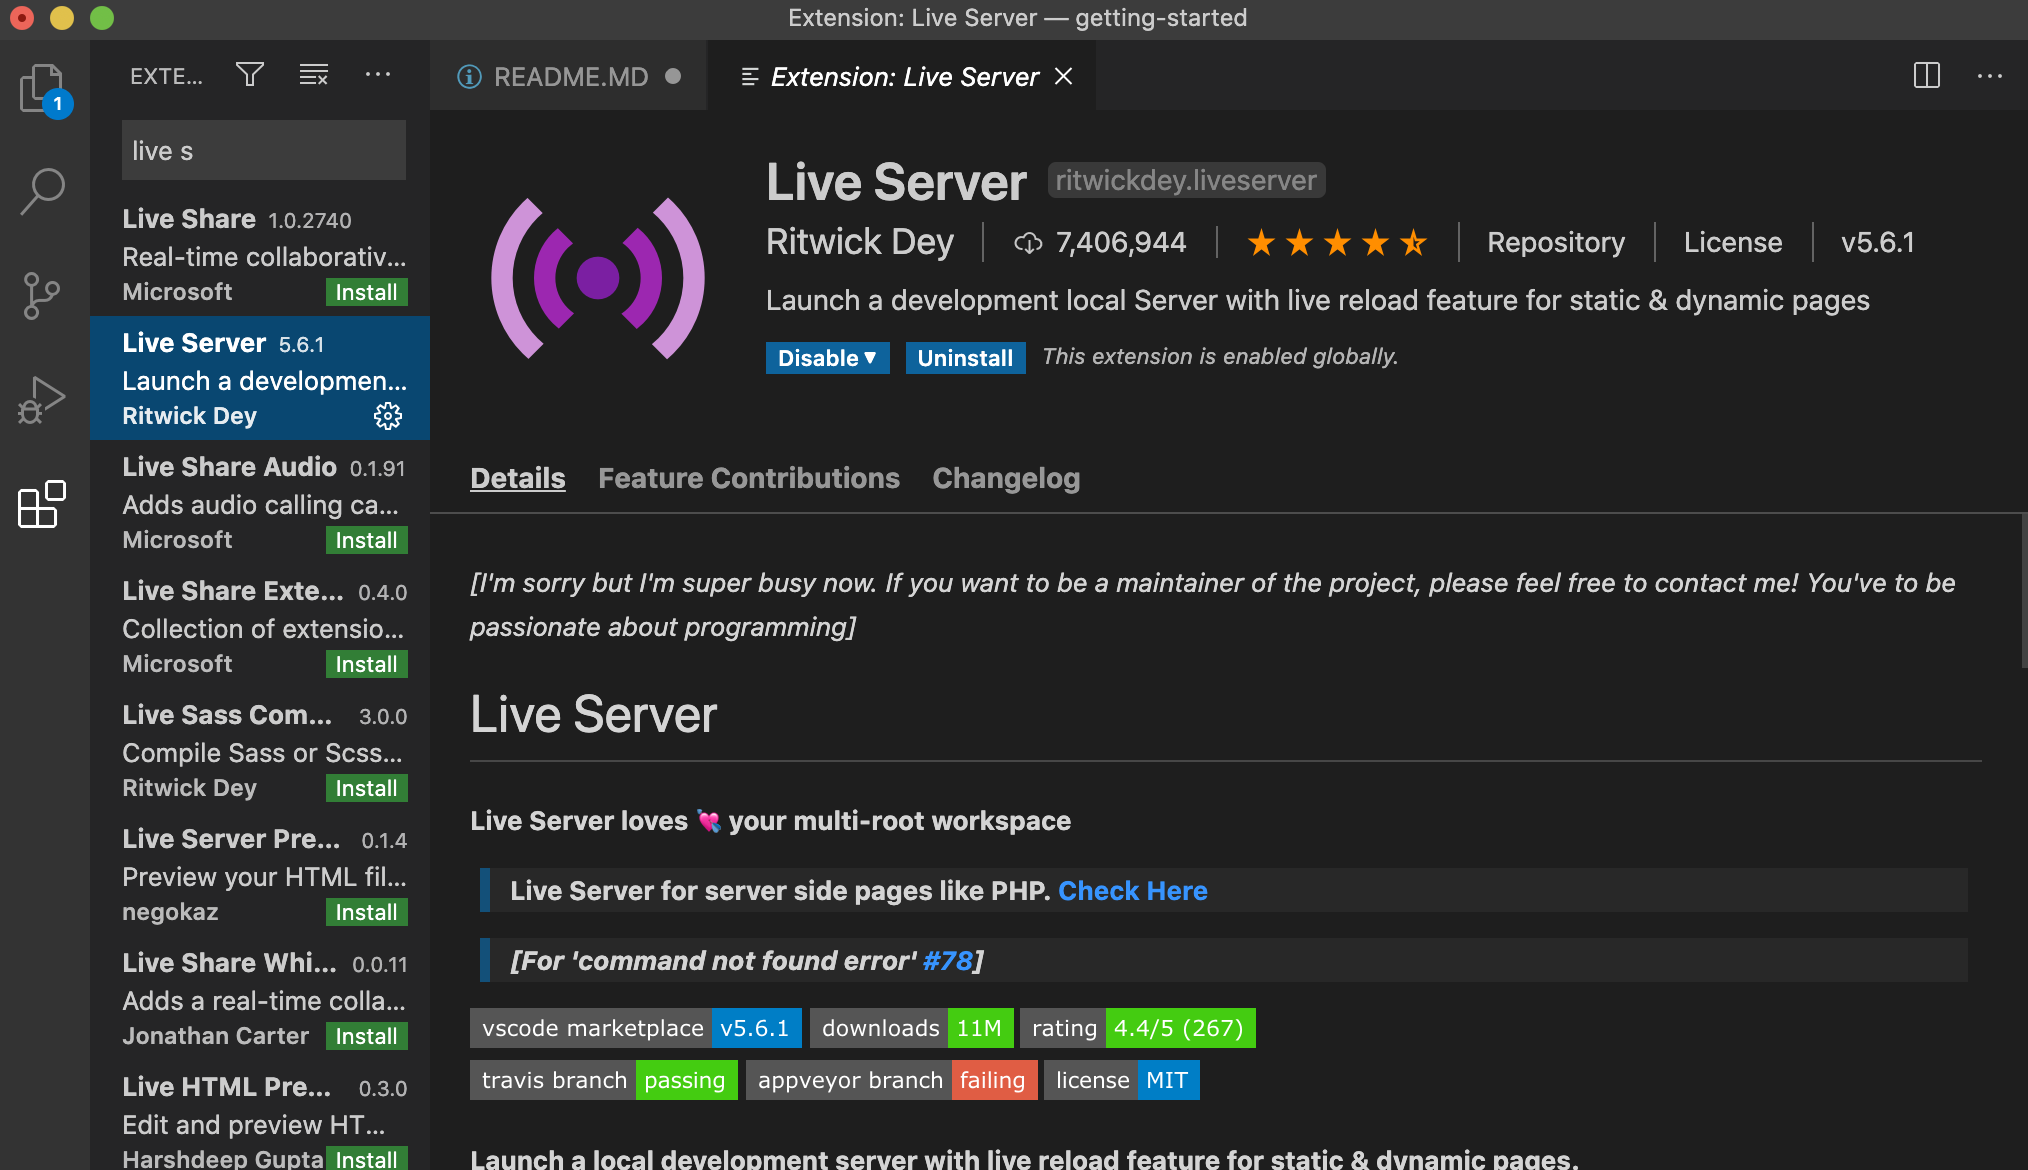 Extension: Live Server — getting-started
1
EXTE...
README.MD
Extension: Live Server
live s
Live Share 1.0.2740
Real-time collaborativ...
Microsoft Install
Live Server 5.6.1
Launch a developmen...
Ritwick Dey
Live Share Audio 0.1.91
Adds audio calling ca...
Microsoft Install
Live Share Exte... 0.4.0
Collection of extensio...
Microsoft Install
Live Sass Com... 3.0.0
Compile Sass or Scss...
Ritwick Dey Install
Live Server Pre... 0.1.4
Preview your HTML fil...
negokaz Install
Live Share Whi... 0.0.11
Adds a real-time colla...
Jonathan Carter Install
Live HTML Pre... 0.3.0
Edit and preview HT...
Harshdeep Gupta Install
Live Server ritwickdey.liveserver
Ritwick Dey 7,406,944 Repository License v5.6.1
Launch a development local Server with live reload feature for static & dynamic pages
Disable▼ Uninstall This extension is enabled globally.
Details Feature Contributions Changelog
[I'm sorry but I'm super busy now. If you want to be a maintainer of the project, please feel free to contact me! You've to be
passionate about programming]
Live Server
Live Server loves 💘 your multi-root workspace
Live Server for server side pages like PHP. Check Here
[For 'command not found error' #78]
vscode marketplace v5.6.1 downloads 11M rating 4.4/5 (267)
travis branch passing appveyor branch failing license MIT
Launch a local development server with live reload feature for static & dynamic pages.